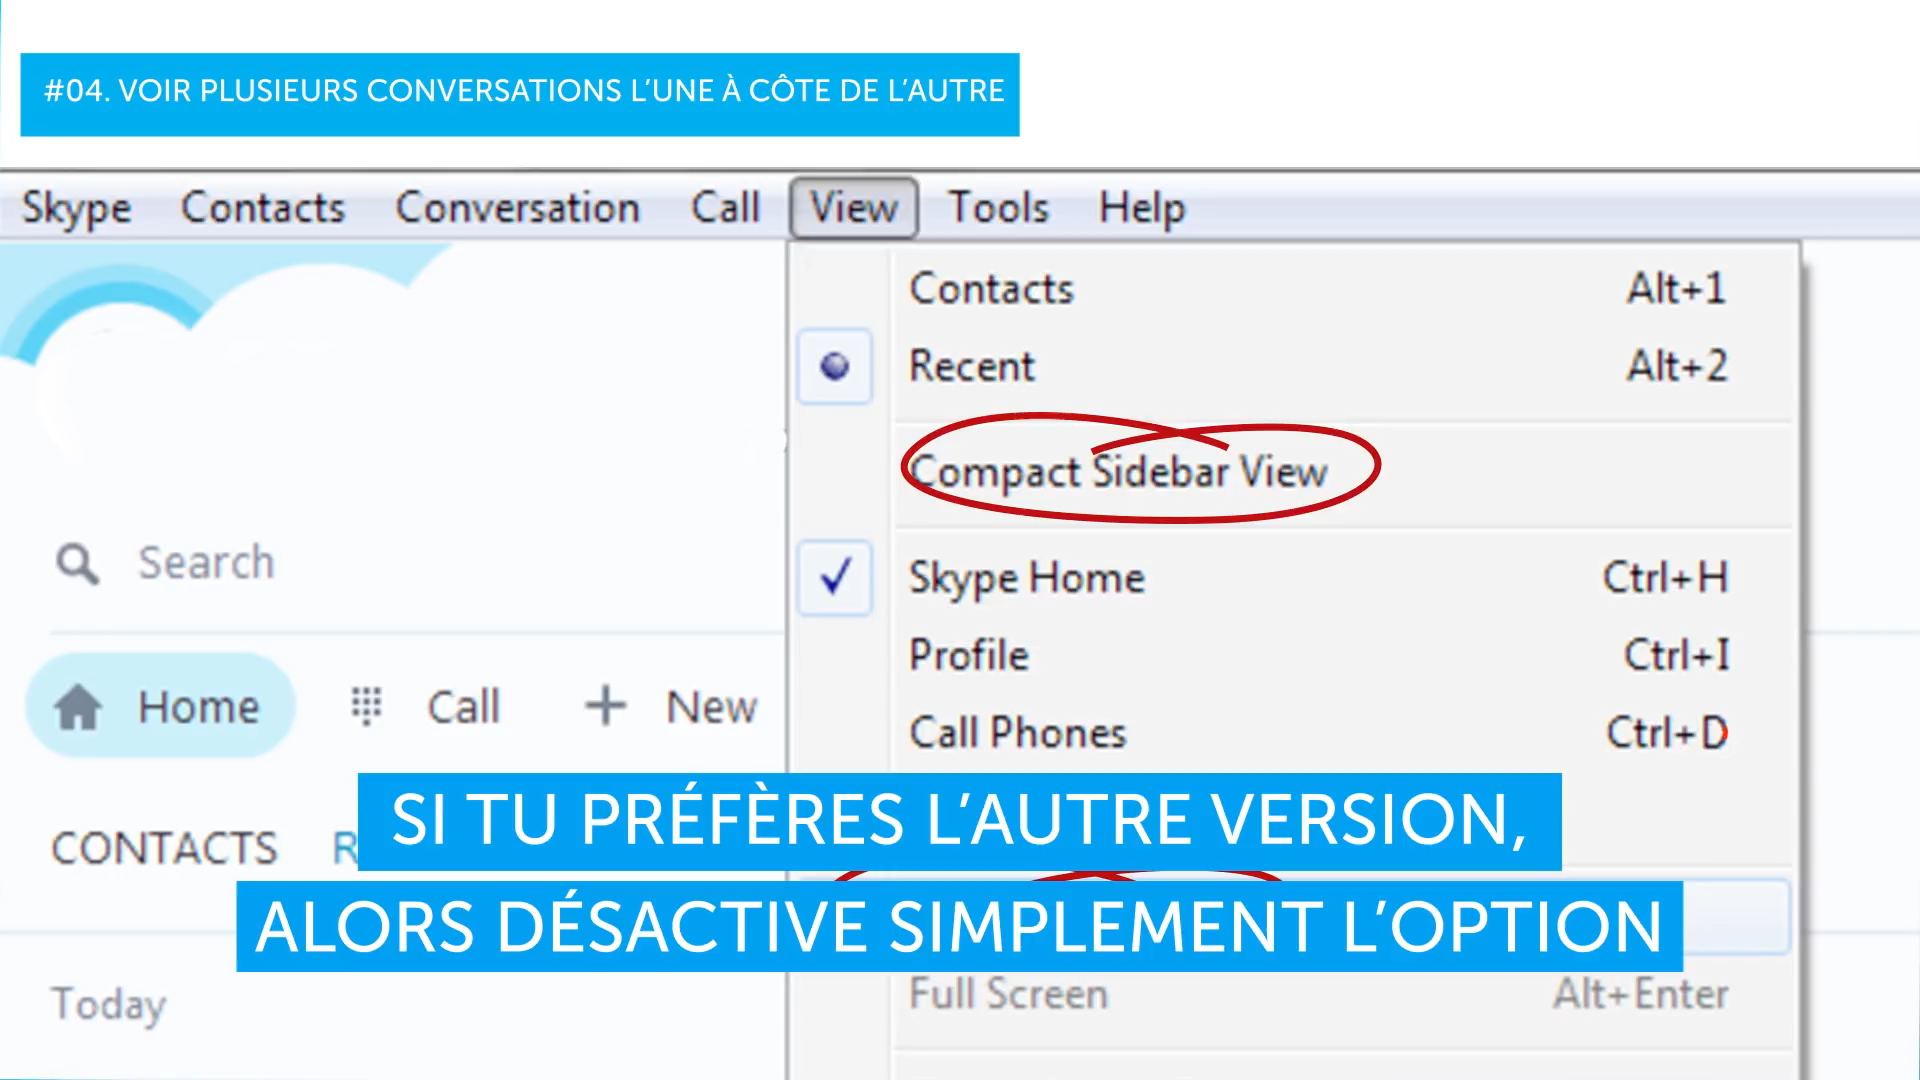 #04. VOIR PLUSIEURS CONVERSATIONS L'UNE À CÔTE DE L'AUTRE
Skype Contacts Conversation Call View Tools Help
Contacts Alt+1
Recent Alt+2
Compact Sidebar View
Search
Skype Home Ctrl+H
Profile Ctrl+I
Home Call New
Call Phones Ctrl+D
SI TU PRÉFÈRES L'AUTRE VERSION,
CONTACTS R
ALORS DÉSACTIVE SIMPLEMENT L'OPTION
Full Screen Alt+Enter
Today